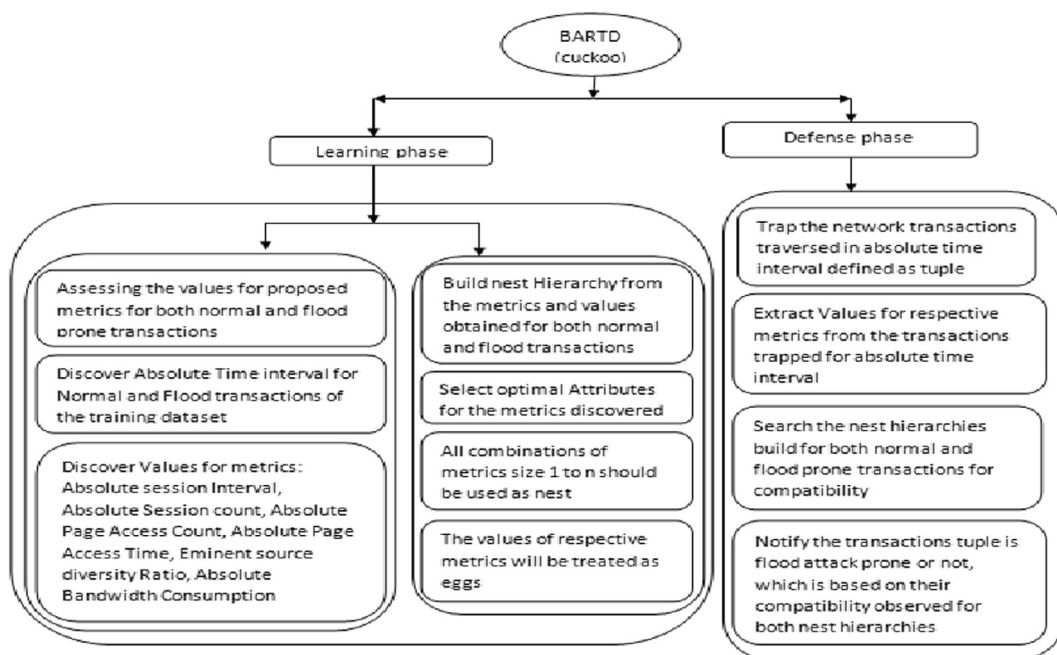 BARTD
(cuckoo)
Learning phase
Defense phase
Assessing the values for proposed
metrics for both normal and flood
prone transactions
Discover Absolute Time interval for
Normal and Flood transactions of
the training dataset
Discover Values for metrics:
Absolute session Interval,
Absolute Session count, Absolute
Page Access Count, Absolute Page
Access Time, Eminent source
diversity Ratio, Absolute
Bandwidth Consumption
Build nest Hierarchy from
the metrics and values
obtained for both normal
and flood transactions
Select optimal Attributes
for the metrics discovered
All combinations of
metrics size 1 to n should
be used as nest
The values of respective
metrics will be treated as
eggs
Trap the network transactions
traversed in absolute time
interval defined as tuple
Extract Values for respective
metrics from the transactions
trapped for absolute time
interval
Search the nest hierarchies
build for both normal and
flood prone transactions for
compatibility
Notify the transactions tuple is
flood attack prone or not,
which is based on their
compatibility observed for
both nest hierarchies